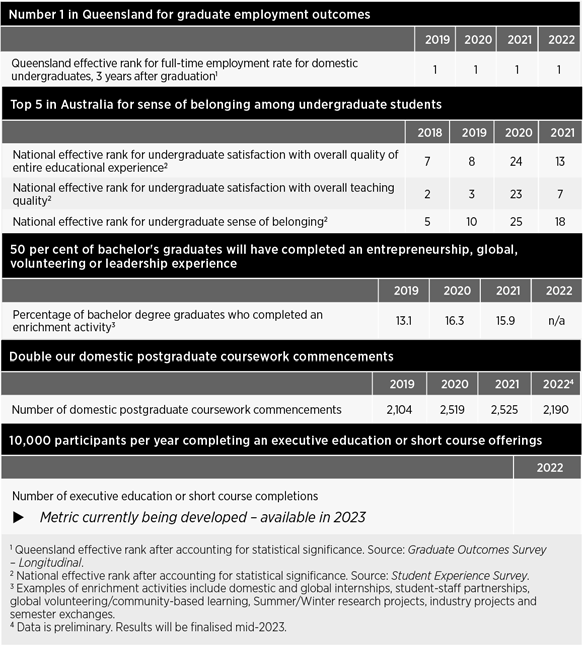 Number 1 in Queensland for graduate employment outcomes
2019 2020 2021 2022
Queensland effective rank for full-time employment rate for domestic
undergraduates, 3 years after graduation¹ 1 1 1 1
Top 5 in Australia for sense of belonging among undergraduate students
2018 2019 2020 2021
National effective rank for undergraduate satisfaction with overall quality of
entire educational experience² 7 8 24 13
National effective rank for undergraduate satisfaction with overall teaching
quality² 2 3 23 7
National effective rank for undergraduate sense of belonging² 5 10 25 18
50 per cent of bachelor's graduates will have completed an entrepreneurship, global,
volunteering or leadership experience
2019 2020 2021 2022
Percentage of bachelor degree graduates who completed an
enrichment activity³ 13.1 16.3 15.9 n/a
Double our domestic postgraduate coursework commencements
2019 2020 2021 2022⁴
Number of domestic postgraduate coursework commencements 2,104 2,519 2,525 2,190
10,000 participants per year completing an executive education or short course offerings
2022
Number of executive education or short course completions
▶ Metric currently being developed – available in 2023
¹ Queensland effective rank after accounting for statistical significance. Source: Graduate Outcomes Survey
– Longitudinal.
² National effective rank after accounting for statistical significance. Source: Student Experience Survey.
³ Examples of enrichment activities include domestic and global internships, student-staff partnerships,
global volunteering/community-based learning, Summer/Winter research projects, industry projects and
semester exchanges.
⁴ Data is preliminary. Results will be finalised mid-2023.